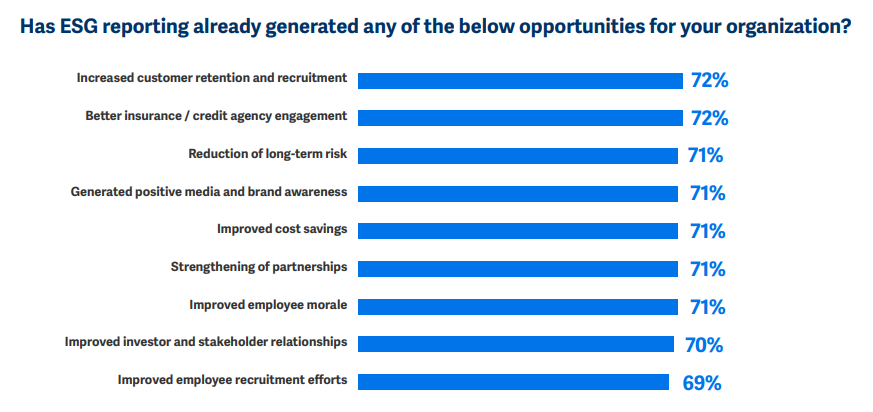 Has ESG reporting already generated any of the below opportunities for your organization?
Increased customer retention and recruitment 72%
Better insurance / credit agency engagement 72%
Reduction of long-term risk 71%
Generated positive media and brand awareness 71%
Improved cost savings 71%
Strengthening of partnerships 71%
Improved employee morale 71%
Improved investor and stakeholder relationships 70%
Improved employee recruitment efforts 69%